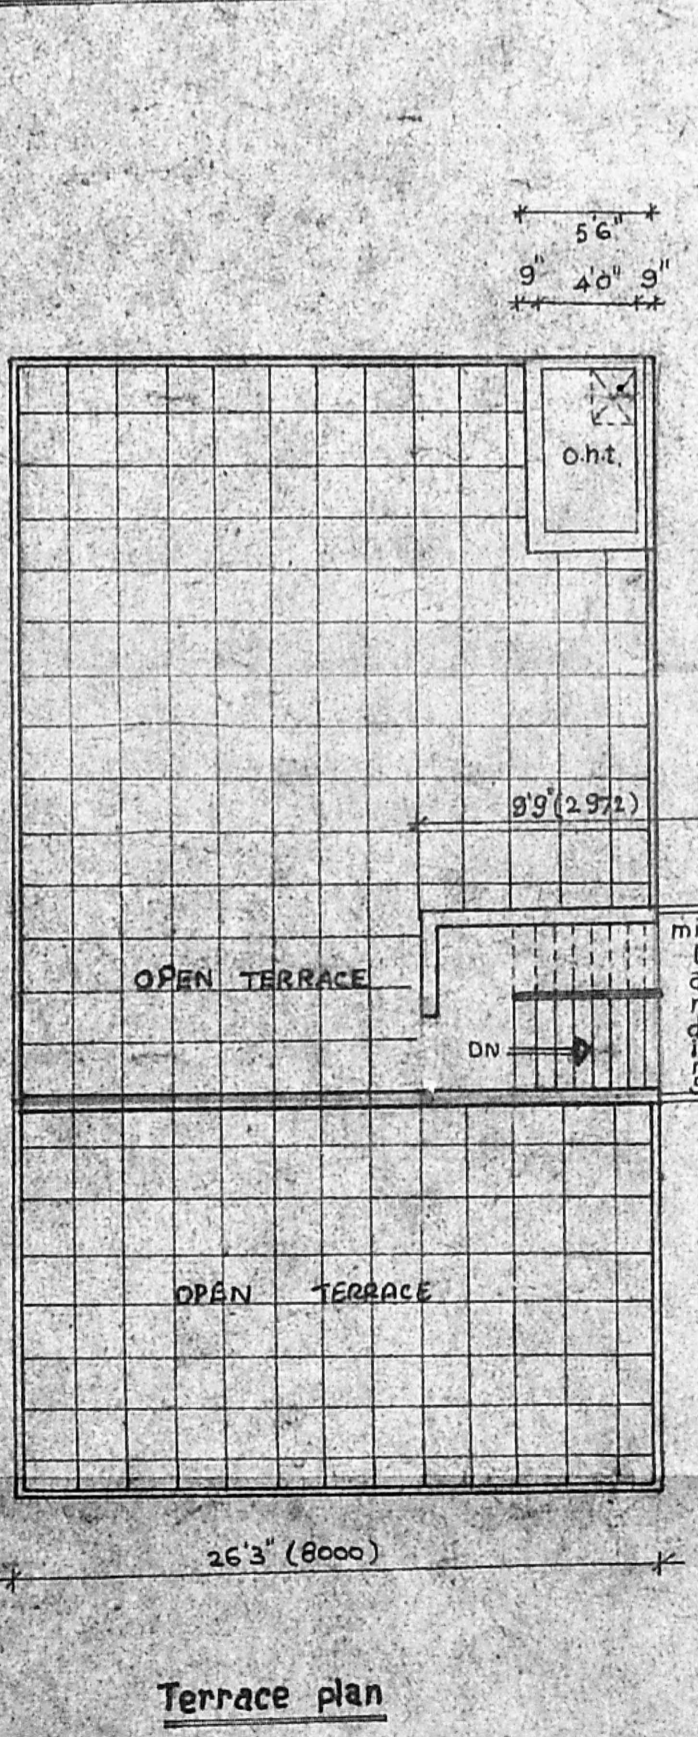 5'6"
9" 4'0" 9"
o.h.t.
9'9"(2972)
OPEN TERRACE
DN
OPEN TERRACE
26'3" (8000)
Terrace plan